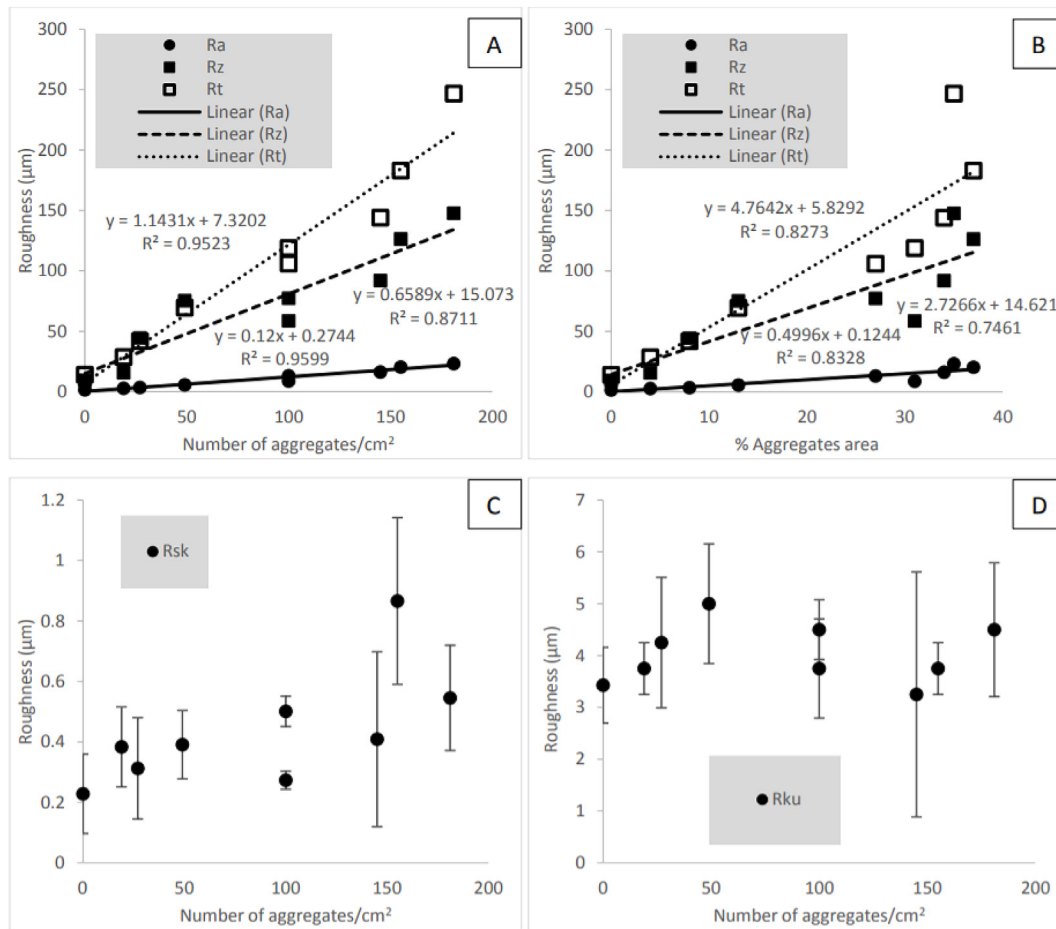 A
300
250
200
150
100
50
0
Roughness (μm)
Ra
Rz
Rt
Linear (Ra)
Linear (Rz)
Linear (Rt)
y = 1.1431x + 7.3202
R² = 0.9523
y = 0.6589x + 15.073
R² = 0.8711
y = 0.12x + 0.2744
R² = 0.9599
0 50 100 150 200
Number of aggregates/cm²
B
300
250
200
150
100
50
0
Roughness (μm)
Ra
Rz
Rt
Linear (Ra)
Linear (Rz)
Linear (Rt)
y = 4.7642x + 5.8292
R² = 0.8273
y = 2.7266x + 14.621
R² = 0.7461
y = 0.4996x + 0.1244
R² = 0.8328
0 10 20 30 40
% Aggregates area
C
1.2
1
0.8
0.6
0.4
0.2
0
Roughness (μm)
Rsk
0 50 100 150 200
Number of aggregates/cm²
D
7
6
5
4
3
2
1
0
Roughness (μm)
Rku
0 50 100 150 200
Number of aggregates/cm²